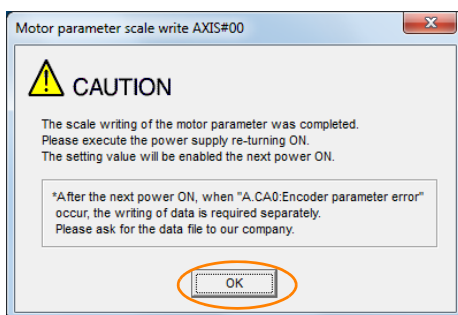 Motor parameter scale write AXIS#00
CAUTION
The scale writing of the motor parameter was completed.
Please execute the power supply re-turning ON.
The setting value will be enabled the next power ON.
*After the next power ON, when "A.CA0:Encoder parameter error"
occur, the writing of data is required separately.
Please ask for the data file to our company.
OK